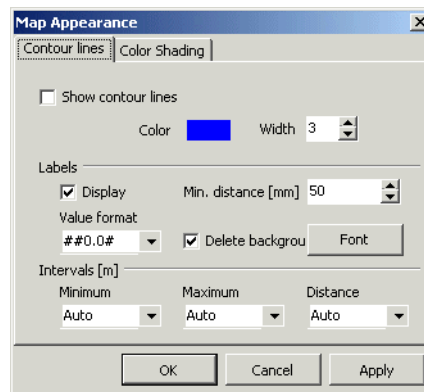 Map Appearance
Contour lines Color Shading
Show contour lines
Color Width 3
Labels
Display Min. distance [mm] 50
Value format
##0.0# Delete backgrou Font
Intervals [m]
Minimum Maximum Distance
Auto Auto Auto
OK Cancel Apply